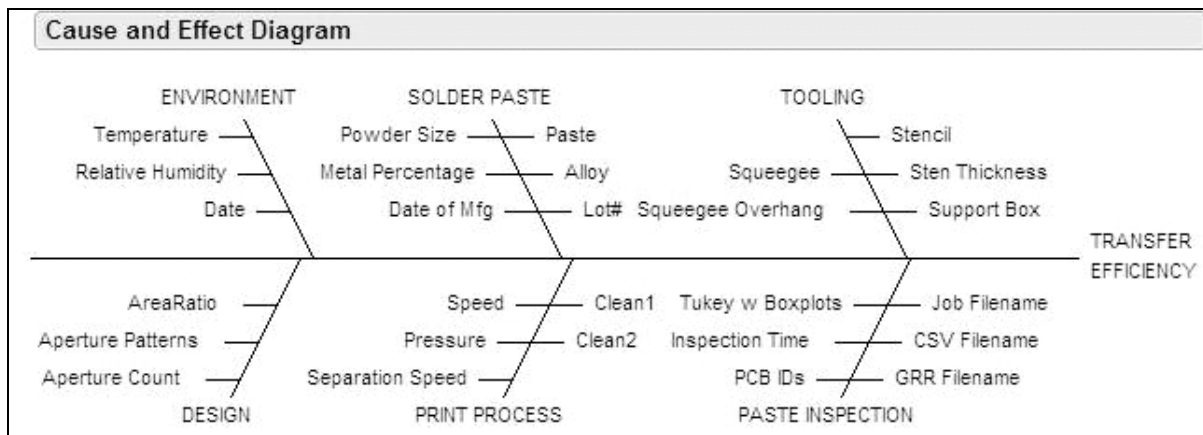 Cause and Effect Diagram
ENVIRONMENT SOLDER PASTE TOOLING
Temperature Powder Size Paste Stencil
Relative Humidity Metal Percentage Alloy Squeegee Sten Thickness
Date Date of Mfg Lot# Squeegee Overhang Support Box
TRANSFER
EFFICIENCY
AreaRatio Speed Clean1 Tukey w Boxplots Job Filename
Aperture Patterns Pressure Clean2 Inspection Time CSV Filename
Aperture Count Separation Speed PCB IDs GRR Filename
DESIGN PRINT PROCESS PASTE INSPECTION